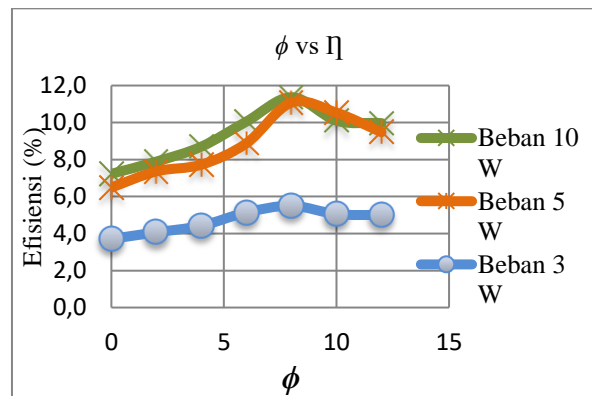 ϕ vs Ƞ
Efisiensi (%)
12,0
10,0
8,0
6,0
4,0
2,0
0,0
0
5
10
15
ϕ
Beban 10
W
Beban 5
W
Beban 3
W